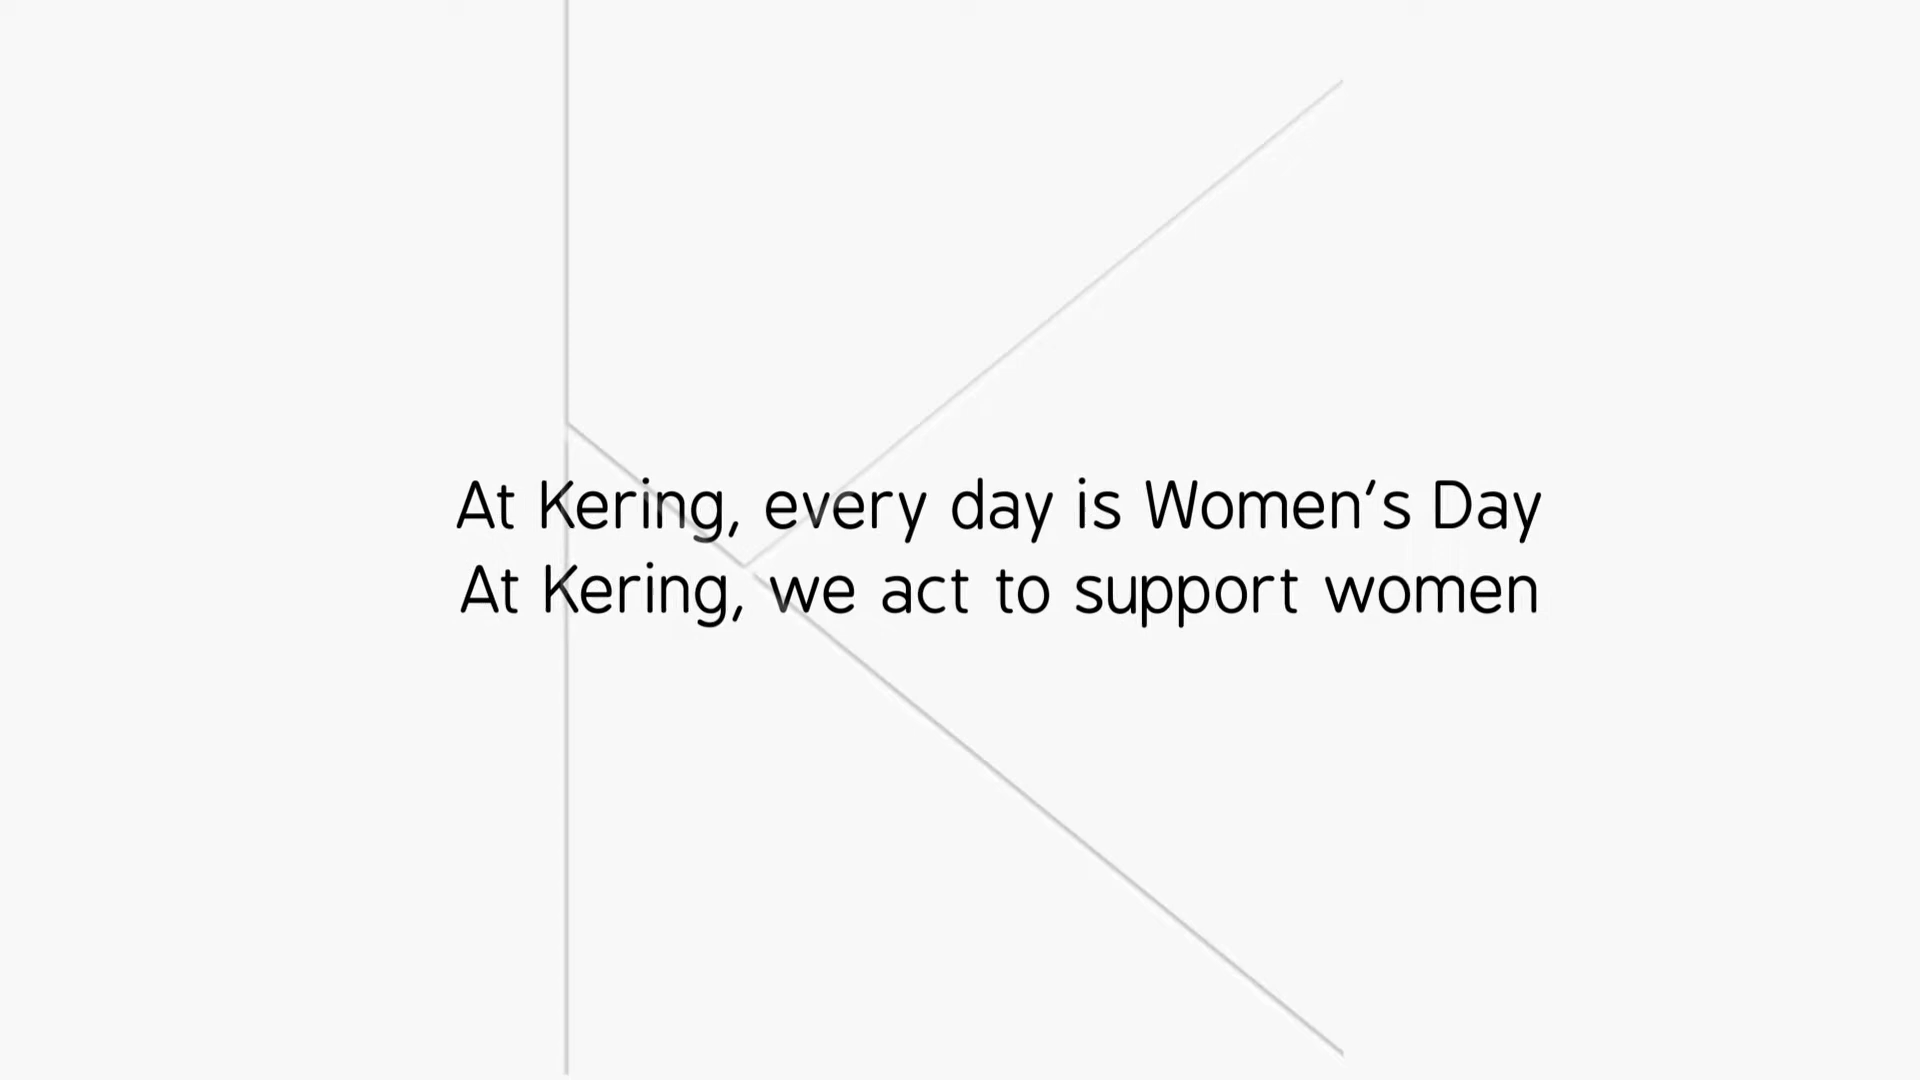 At Kering, every day is Women's Day
At Kering, we act to support women